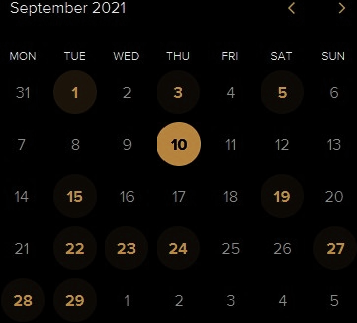 September 2021 < >
MON TUE WED THU FRI SAT SUN
31 1 2 3 4 5 6
7 8 9 10 11 12 13
14 15 16 17 18 19 20
21 22 23 24 25 26 27
28 29 1 2 3 4 5